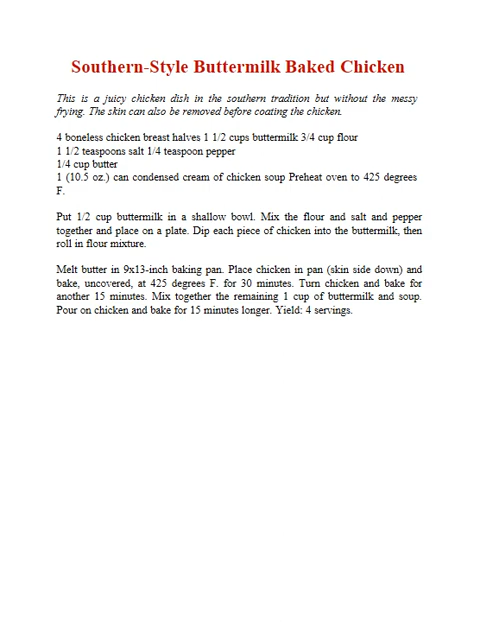 Southern-Style Buttermilk Baked Chicken
This is a juicy chicken dish in the southern tradition but without the messy
frying. The skin can also be removed before coating the chicken.
4 boneless chicken breast halves 1 1/2 cups buttermilk 3/4 cup flour
1 1/2 teaspoons salt 1/4 teaspoon pepper
1/4 cup butter
1 (10.5 oz.) can condensed cream of chicken soup Preheat oven to 425 degrees
F.
Put 1/2 cup buttermilk in a shallow bowl. Mix the flour and salt and pepper
together and place on a plate. Dip each piece of chicken into the buttermilk, then
roll in flour mixture.
Melt butter in 9x13-inch baking pan. Place chicken in pan (skin side down) and
bake, uncovered, at 425 degrees F. for 30 minutes. Turn chicken and bake for
another 15 minutes. Mix together the remaining 1 cup of buttermilk and soup.
Pour on chicken and bake for 15 minutes longer. Yield: 4 servings.